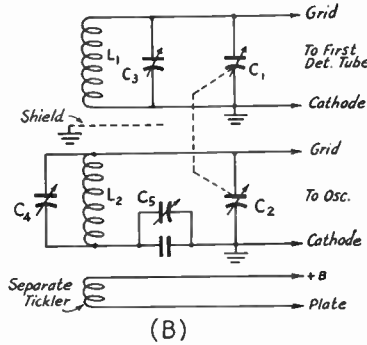 Grid
L1
C3
C1
To First
Det. Tube
Cathode
Shield
Grid
C4
L2
C5
C2
To Osc.
Cathode
Separate
Tickler
+B
Plate
(B)